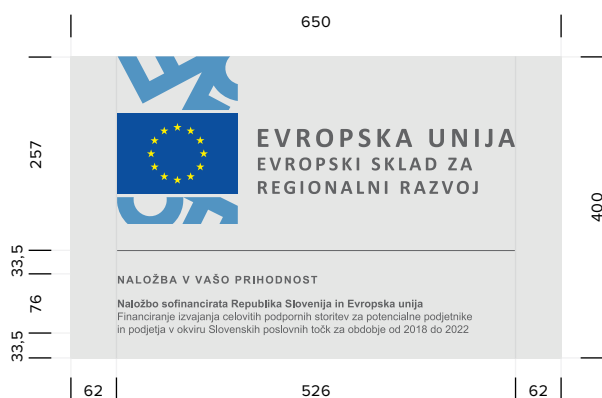 650
257
EVROPSKA UNIJA
EVROPSKI SKLAD ZA
REGIONALNI RAZVOJ
400
33,5
NALOŽBA V VAŠO PRIHODNOST
76
Naložbo sofinancirata Republika Slovenija in Evropska unija
Financiranje izvajanja celovitih podpornih storitev za potencialne podjetnike
in podjetja v okviru Slovenskih poslovnih točk za obdobje od 2018 do 2022
33,5
62 526 62